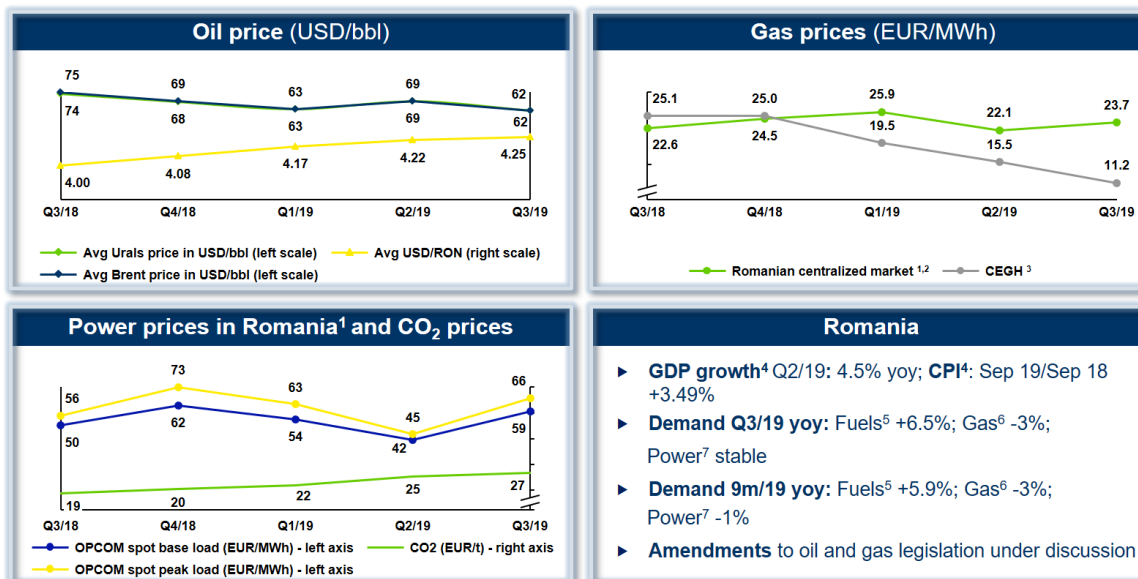 Oil price (USD/bbl)
75 69 63 69 62
74 68 63 69 62
4.00 4.08 4.17 4.22 4.25
Q3/18 Q4/18 Q1/19 Q2/19 Q3/19
Avg Urals price in USD/bbl (left scale) Avg USD/RON (right scale)
Avg Brent price in USD/bbl (left scale)
Gas prices (EUR/MWh)
25.1 25.0 25.9 22.1 23.7
22.6 24.5 19.5 15.5 11.2
Q3/18 Q4/18 Q1/19 Q2/19 Q3/19
Romanian centralized market 1,2 CEGH 3
Power prices in Romania¹ and CO₂ prices
56 73 63 45 66
50 62 54 42 59
19 20 22 25 27
Q3/18 Q4/18 Q1/19 Q2/19 Q3/19
OPCOM spot base load (EUR/MWh) - left axis CO2 (EUR/t) - right axis
OPCOM spot peak load (EUR/MWh) - left axis
Romania
► GDP growth⁴ Q2/19: 4.5% yoy; CPI⁴: Sep 19/Sep 18
+3.49%
► Demand Q3/19 yoy: Fuels⁵ +6.5%; Gas⁶ -3%;
Power⁷ stable
► Demand 9m/19 yoy: Fuels⁵ +5.9%; Gas⁶ -3%;
Power⁷ -1%
► Amendments to oil and gas legislation under discussion